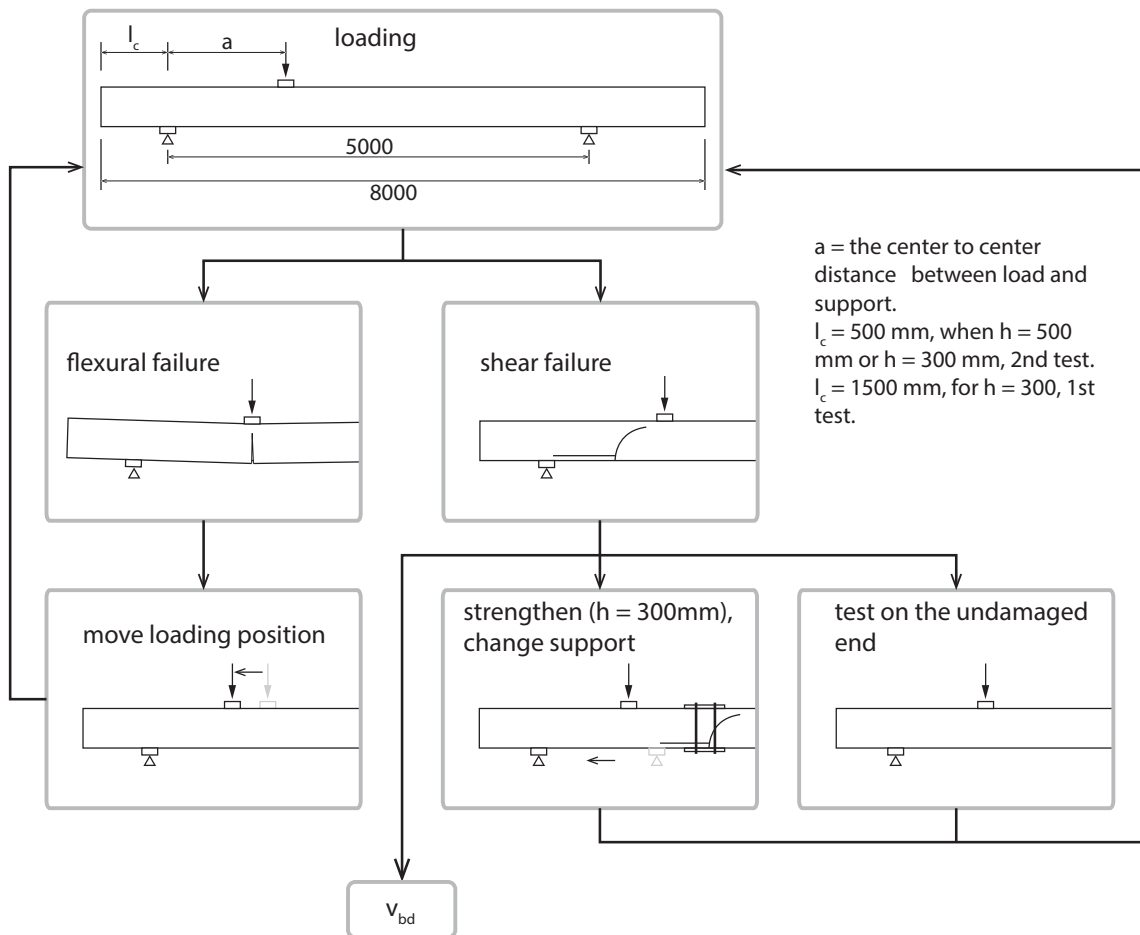 l_c
a
loading
5000
8000
a = the center to center
distance between load and
support.
l_c = 500 mm, when h = 500
mm or h = 300 mm, 2nd test.
l_c = 1500 mm, for h = 300, 1st
test.
flexural failure
shear failure
move loading position
strengthen (h = 300mm),
change support
test on the undamaged
end
v_bd